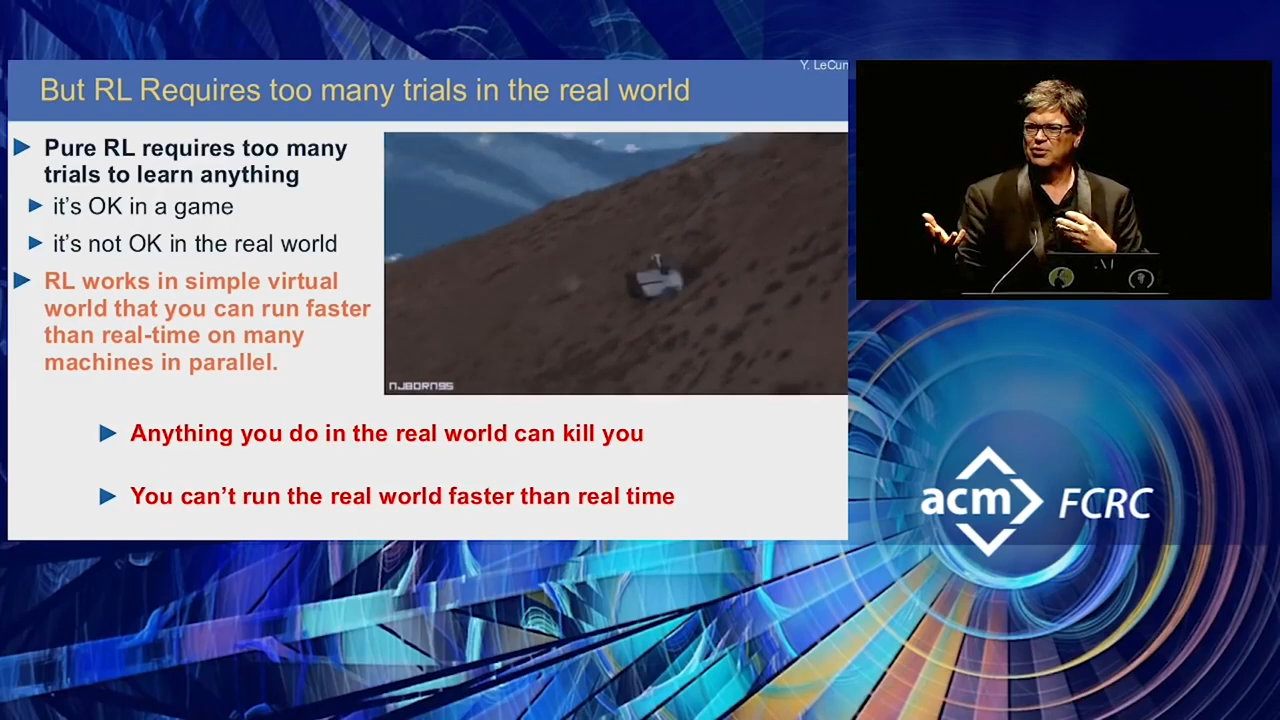 Y. LeCun
But RL Requires too many trials in the real world
Pure RL requires too many
trials to learn anything
it's OK in a game
it's not OK in the real world
RL works in simple virtual
world that you can run faster
than real-time on many
machines in parallel.
NJBORN95
Anything you do in the real world can kill you
You can't run the real world faster than real time
acm FCRC